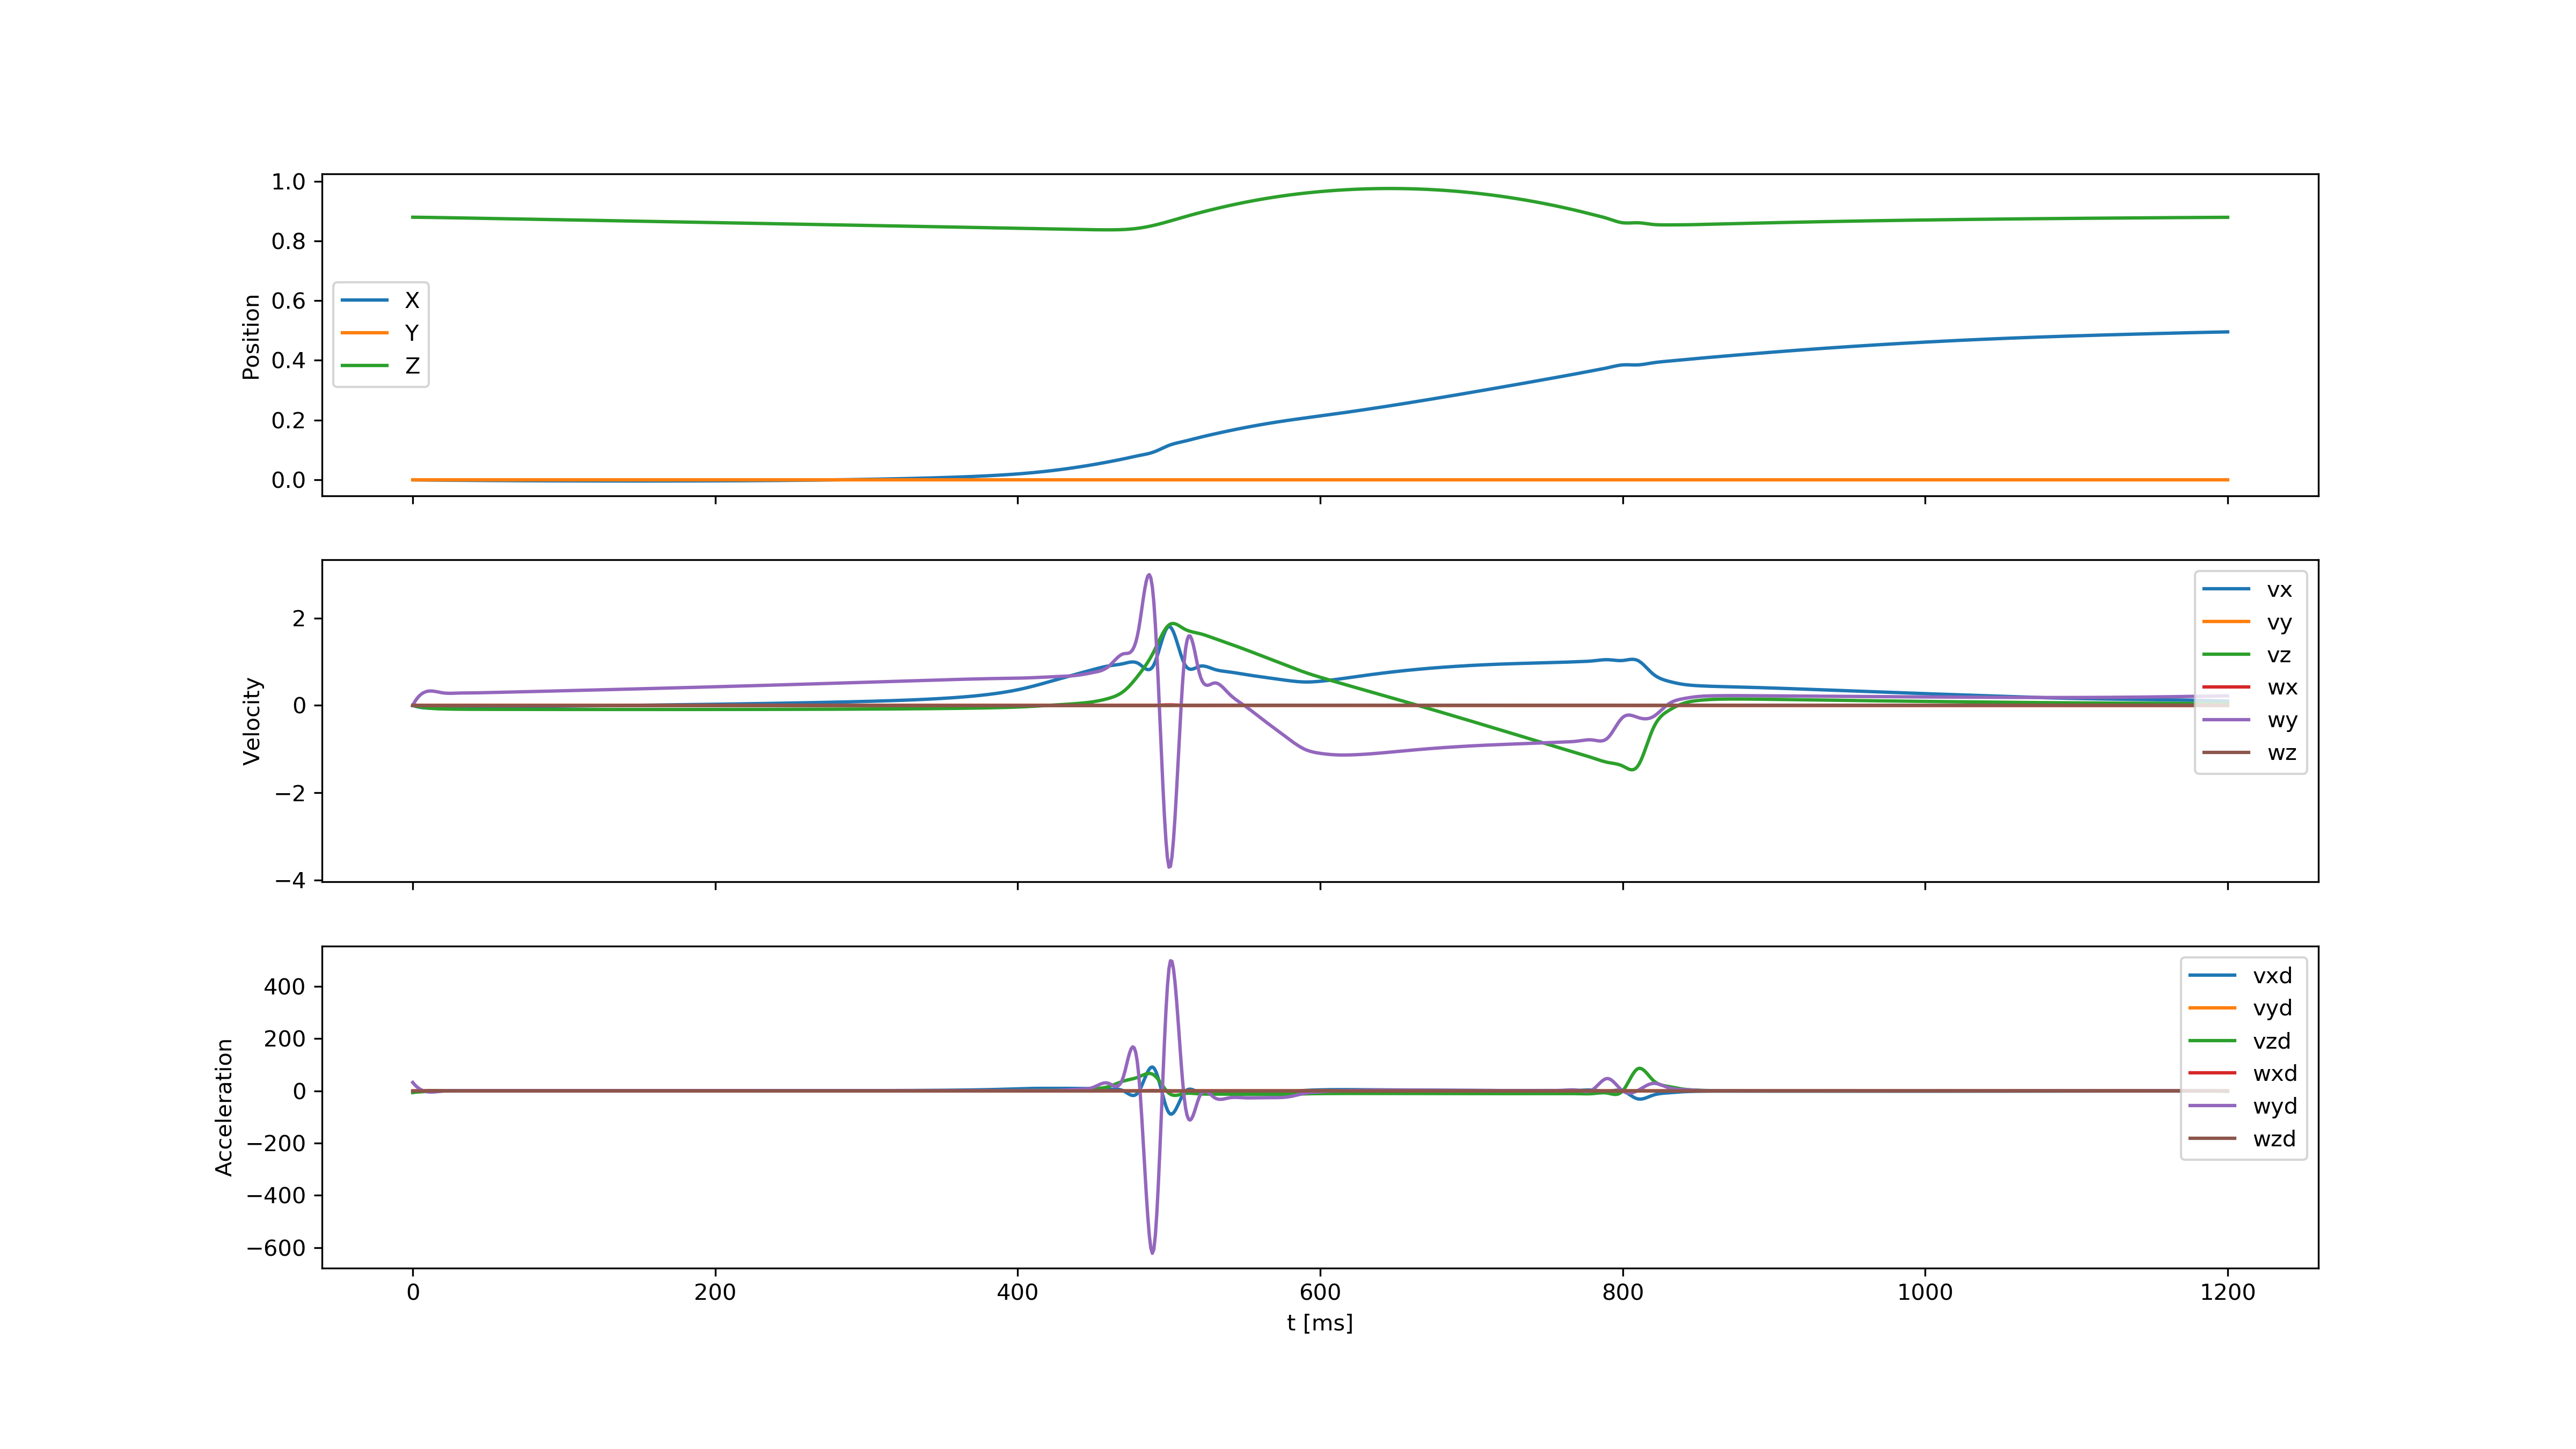 1.0
0.8
0.6
0.4
0.2
0.0
Position
X
Y
Z
2
0
−2
−4
Velocity
vx
vy
vz
wx
wy
wz
400
200
0
−200
−400
−600
Acceleration
vxd
vyd
vzd
wxd
wyd
wzd
0 200 400 600 800 1000 1200
t [ms]